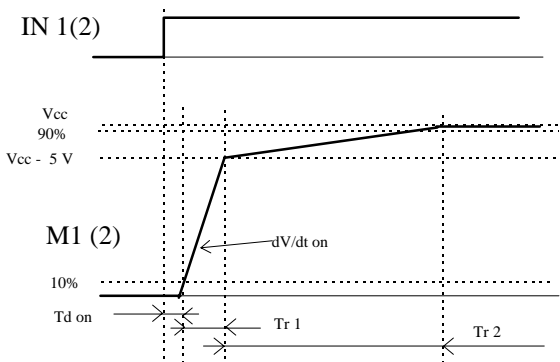 IN 1(2)
Vcc
90%
Vcc - 5 V
M1 (2)
dV/dt on
10%
Td on
Tr 1
Tr 2